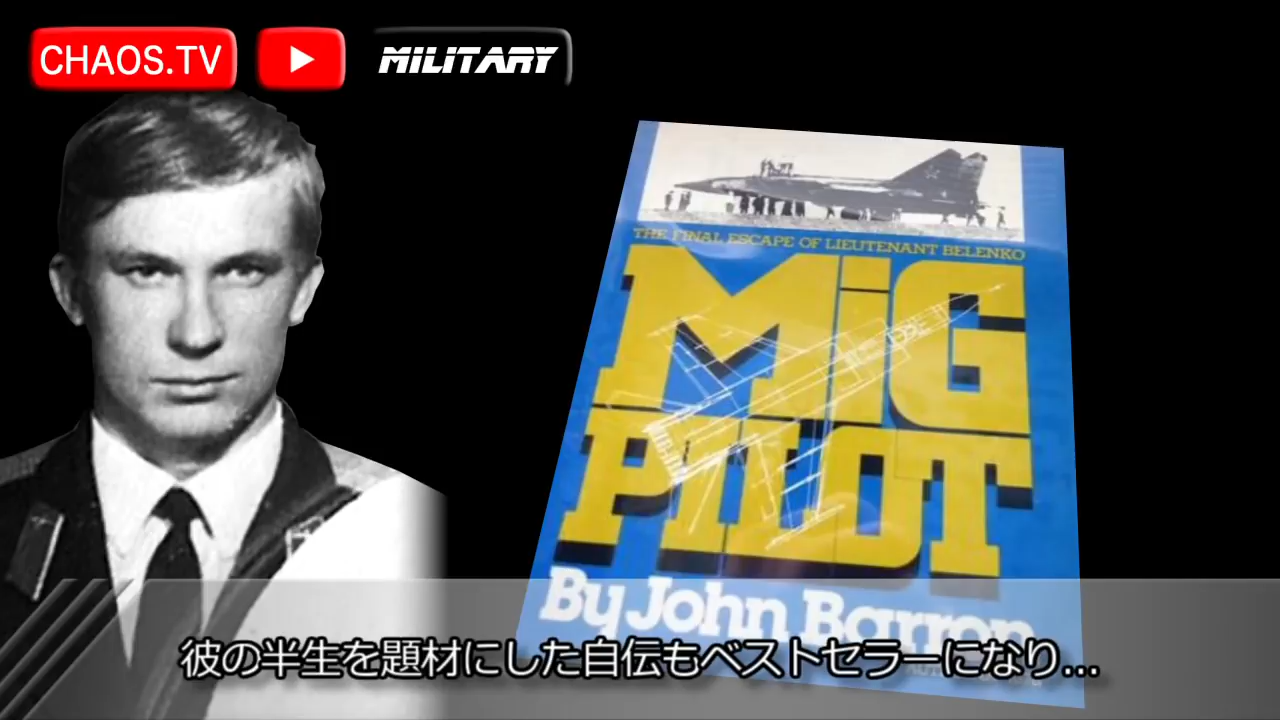 CHAOS.TV
MILITARY
THE FINAL ESCAPE OF LIEUTENANT BELENKO
MiG
PILOT
By John Barron
彼の半生を題材にした自伝もベストセラーになり…